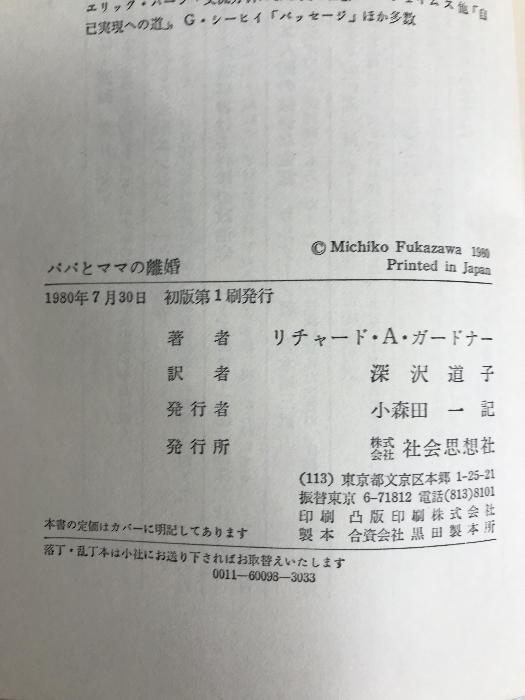 己実現への道』、G・シーヒィ『パッセージ』ほか多数
© Michiko Fukazawa 1980
Printed in Japan
パパとママの離婚
1980年7月30日 初版第1刷発行
著者 リチャード・A・ガードナー
訳者 深沢道子
発行者 小森田一記
発行所 株式会社 社会思想社
(113) 東京都文京区本郷 1-25-21
振替東京 6-71812 電話(813)8101
印刷 凸版印刷株式会社
製本 合資会社黒田製本所
本書の定価はカバーに明記してあります
落丁・乱丁本は小社にお送り下さればお取替えいたします
0011—60093—3033